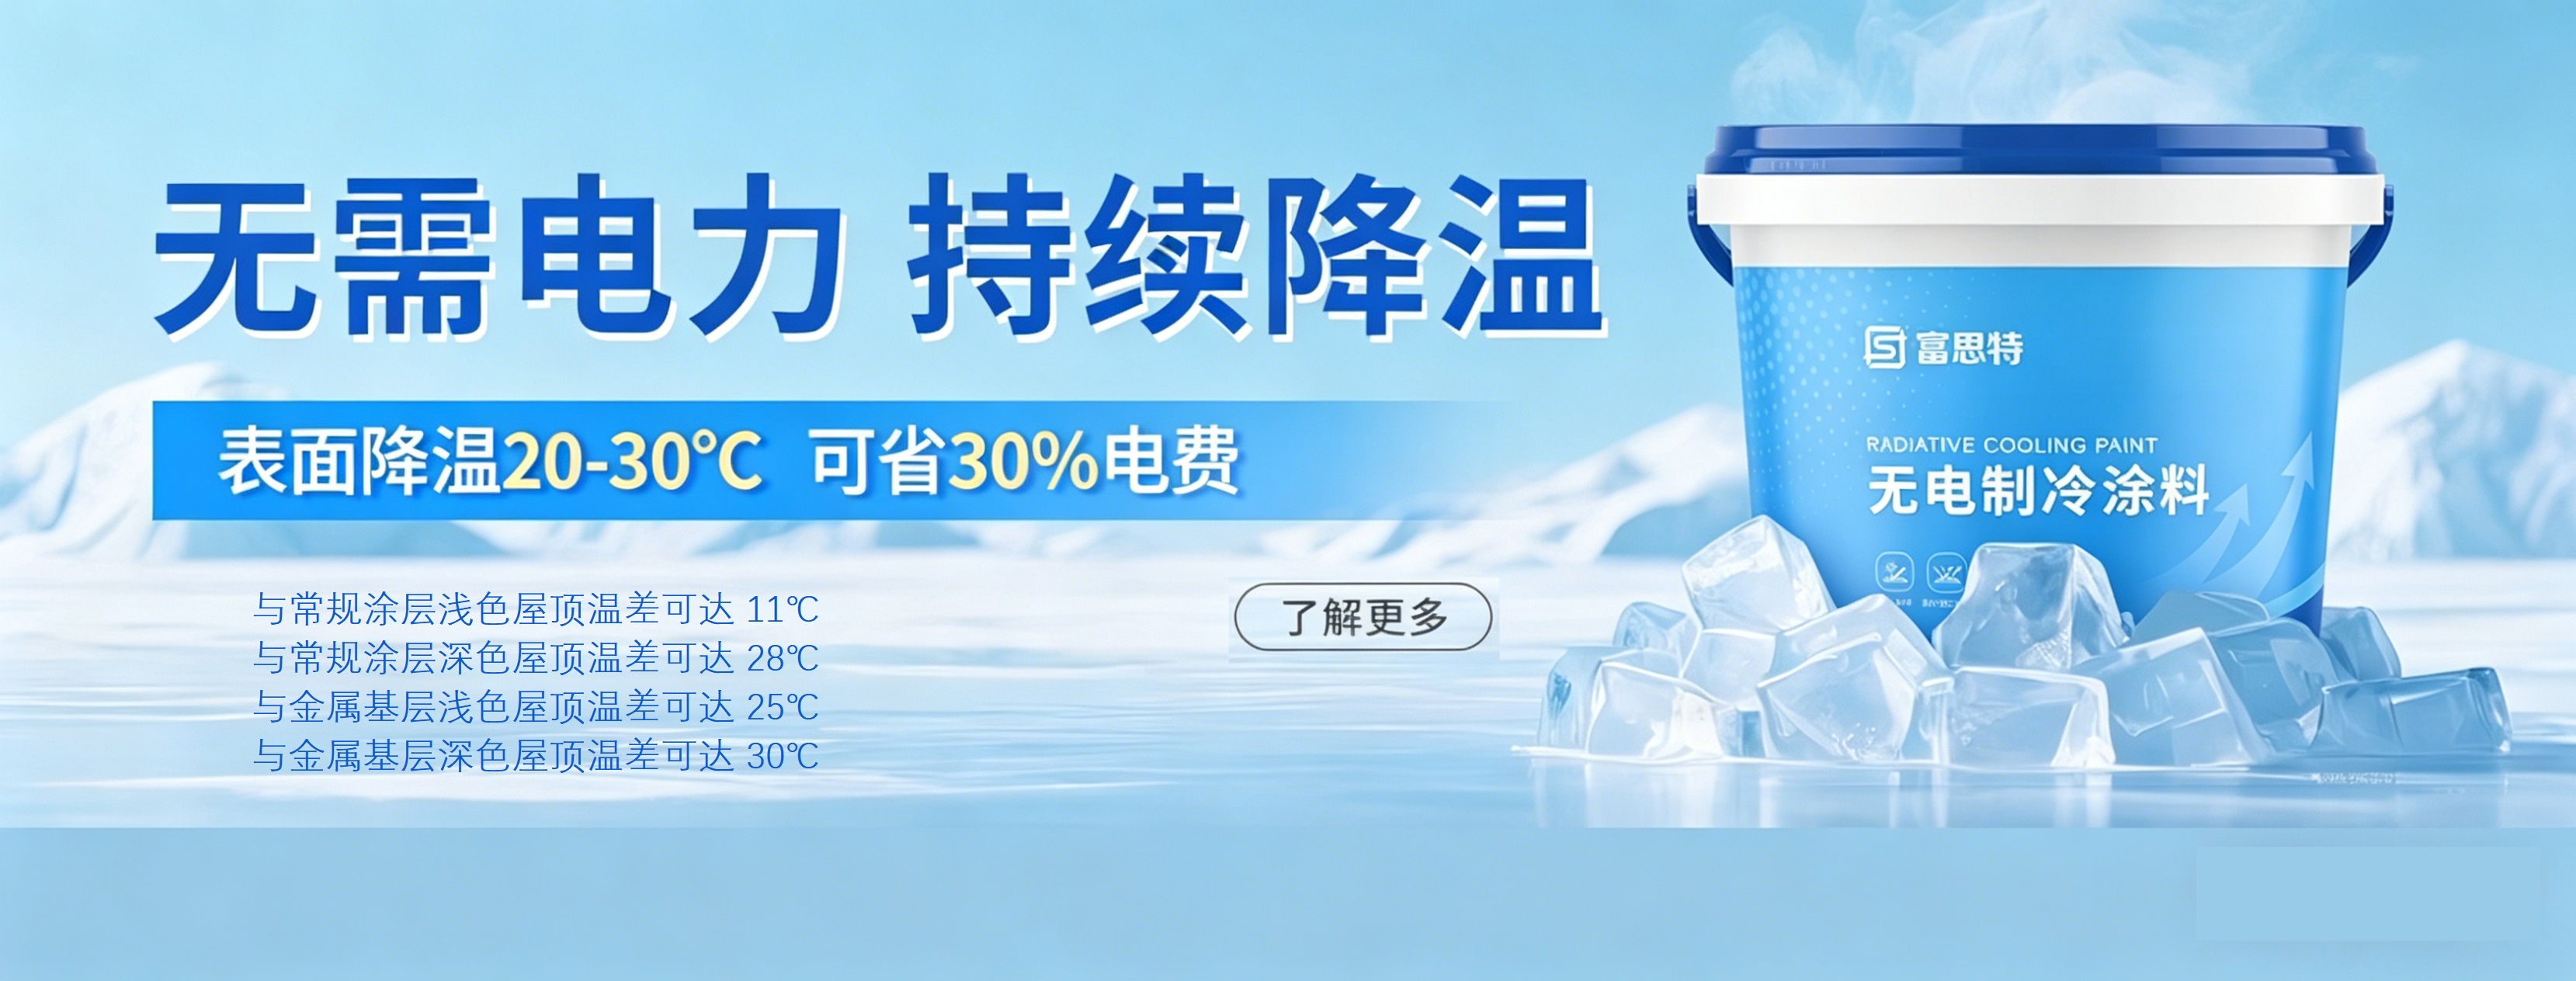 无需电力 持续降温
表面降温20-30℃ 可省30%电费
与常规涂层浅色屋顶温差可达 11℃
与常规涂层深色屋顶温差可达 28℃
与金属基层浅色屋顶温差可达 25℃
与金属基层深色屋顶温差可达 30℃
了解更多
富思特
RADIATIVE COOLING PAINT
无电制冷涂料